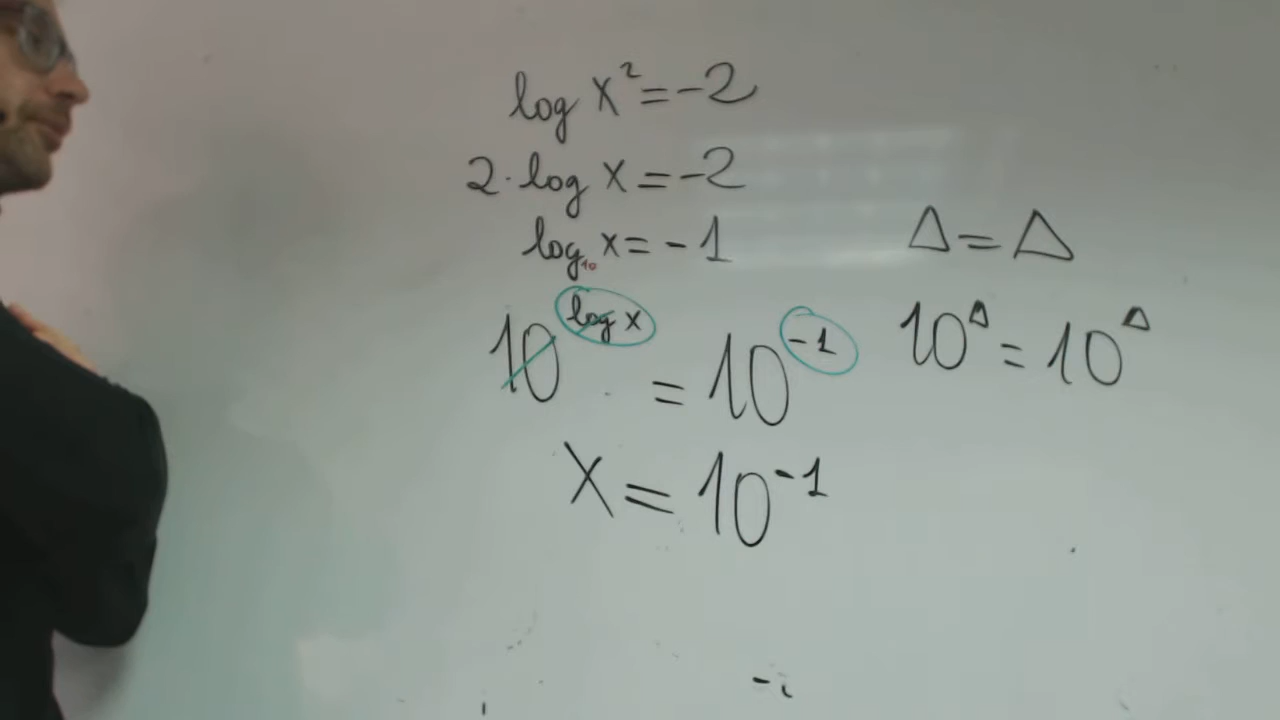 log x² = -2
2·log x = -2
log₁₀ x = -1
Δ = Δ
10^log x = 10^-1
10^Δ = 10^Δ
x = 10^-1